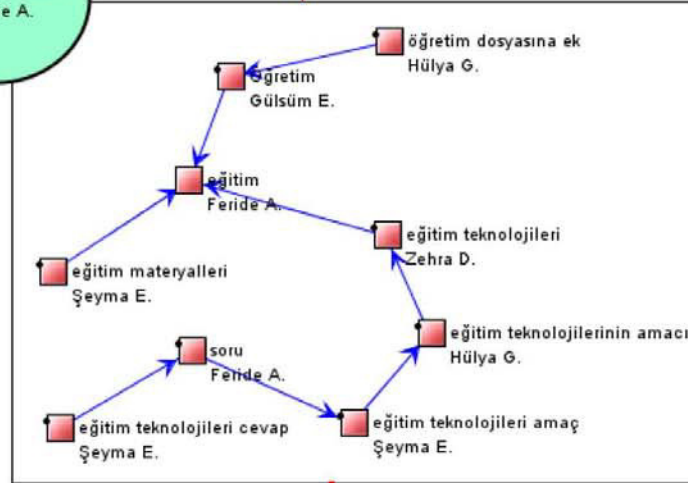 e A.
öğretim dosyasına ek
Hülya G.
öğretim
Gülsüm E.
eğitim
Feride A.
eğitim teknolojileri
Zehra D.
eğitim materyalleri
Şeyma E.
eğitim teknolojilerinin amacı
Hülya G.
soru
Feride A.
eğitim teknolojileri cevap
Şeyma E.
eğitim teknolojileri amaç
Şeyma E.